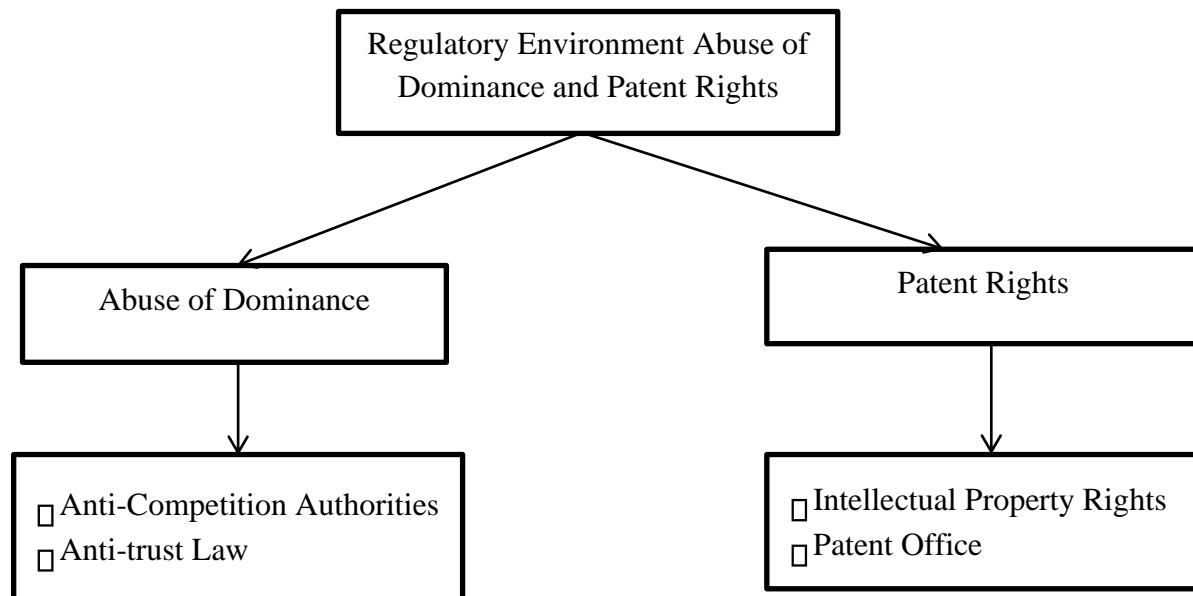 Regulatory Environment Abuse of
Dominance and Patent Rights
Abuse of Dominance
Patent Rights
Anti-Competition Authorities
Anti-trust Law
Intellectual Property Rights
Patent Office